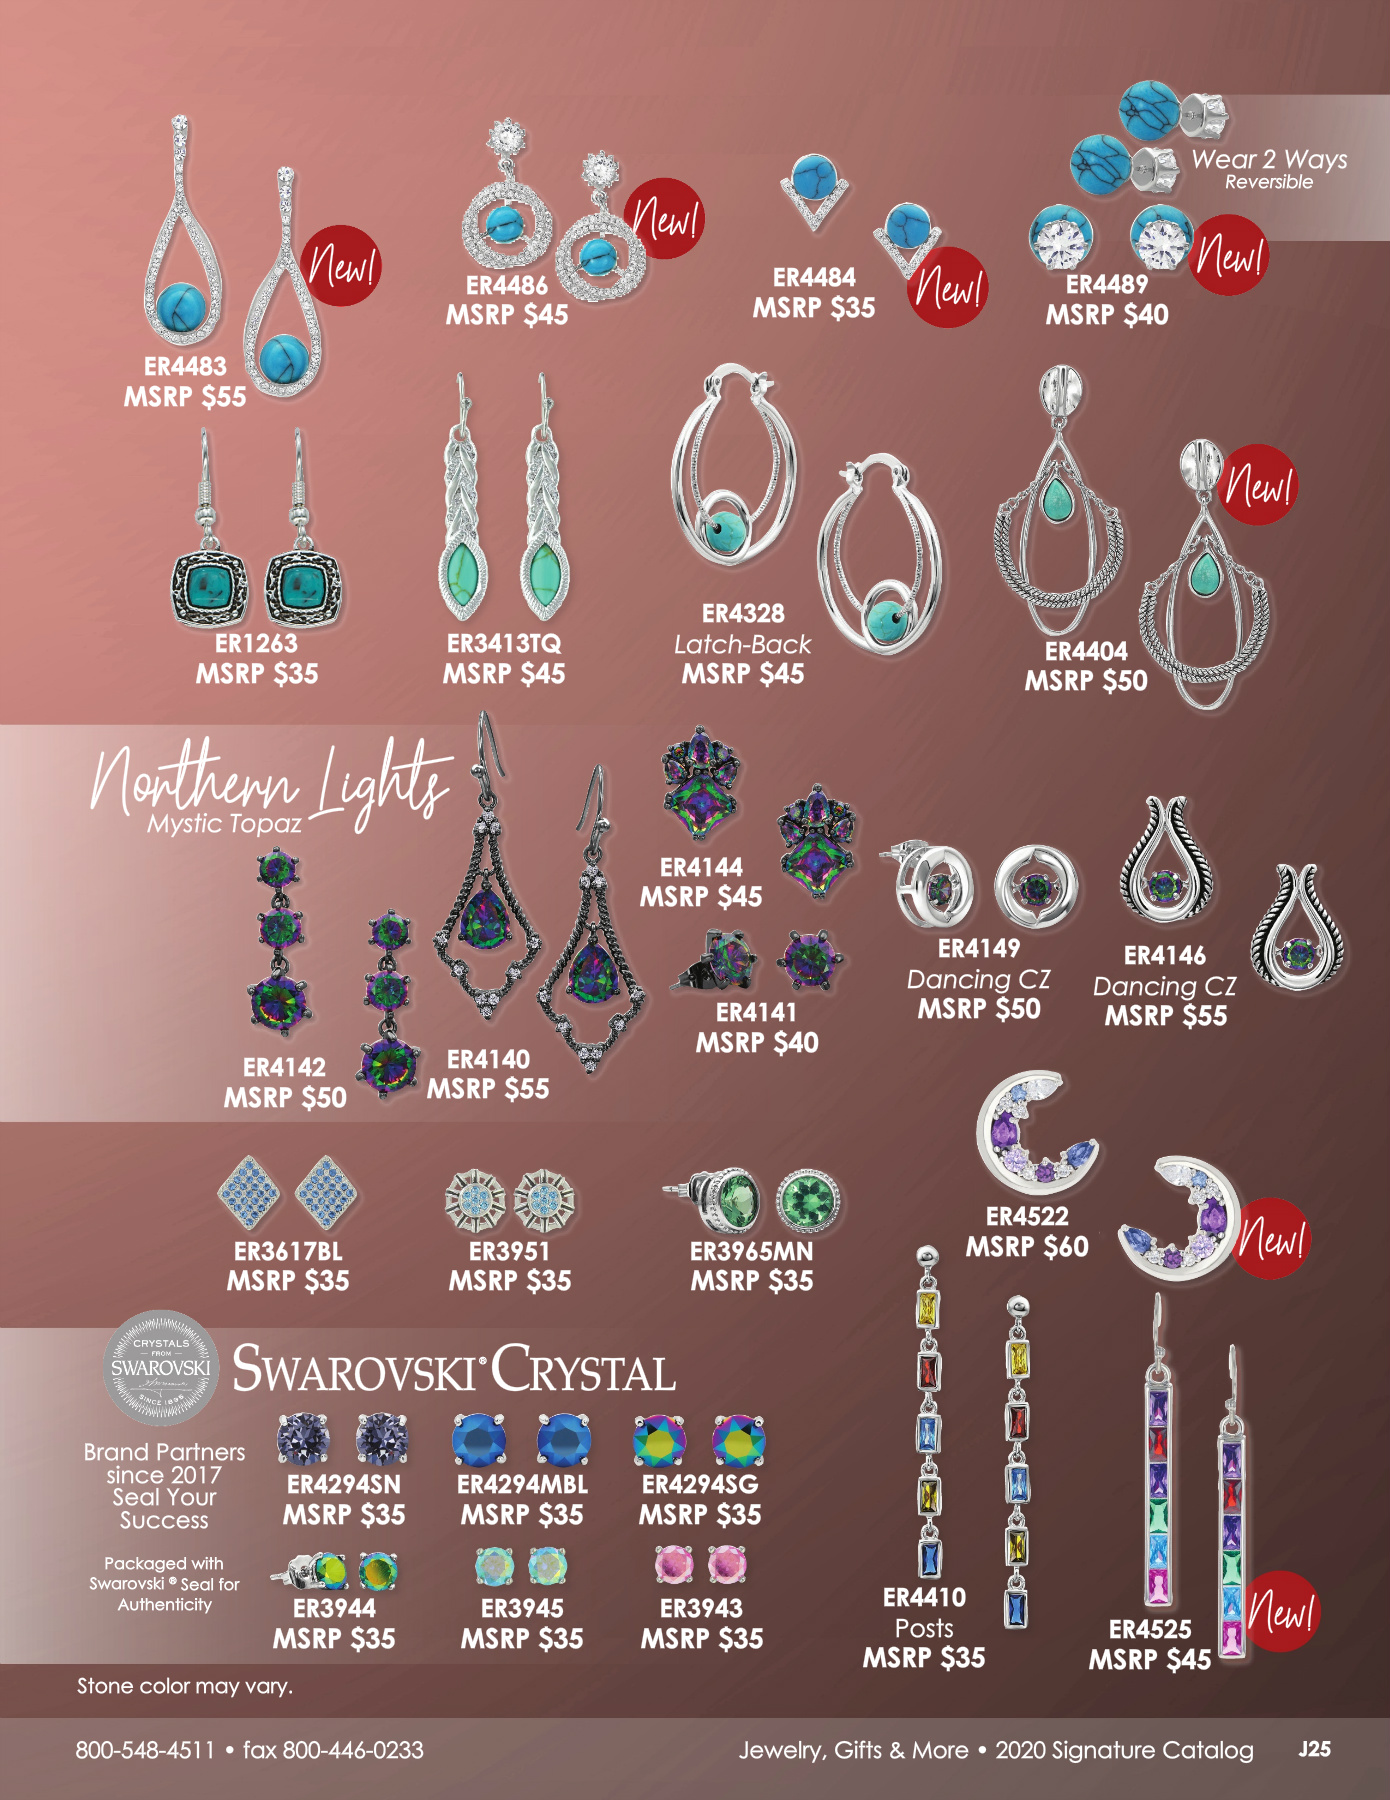 Wear 2 Ways
Reversible
New!
ER4483
MSRP $55
New!
ER4486
MSRP $45
New!
ER4484
MSRP $35
New!
ER4489
MSRP $40
ER1263
MSRP $35
ER3413TQ
MSRP $45
ER4328
Latch-Back
MSRP $45
New!
ER4404
MSRP $50
Northern Lights
Mystic Topaz
ER4142
MSRP $50
ER4140
MSRP $55
ER4144
MSRP $45
ER4141
MSRP $40
ER4149
Dancing CZ
MSRP $50
ER4146
Dancing CZ
MSRP $55
ER3617BL
MSRP $35
ER3951
MSRP $35
ER3965MN
MSRP $35
ER4522
MSRP $60
New!
CRYSTALS
FROM
SWAROVSKI
SINCE 1895
SWAROVSKI® CRYSTAL
Brand Partners
since 2017
Seal Your
Success
Packaged with
Swarovski ® Seal for
Authenticity
ER4294SN
MSRP $35
ER4294MBL
MSRP $35
ER4294SG
MSRP $35
ER3944
MSRP $35
ER3945
MSRP $35
ER3943
MSRP $35
ER4410
Posts
MSRP $35
ER4525
MSRP $45
New!
Stone color may vary.
800-548-4511 • fax 800-446-0233
Jewelry, Gifts & More • 2020 Signature Catalog J25